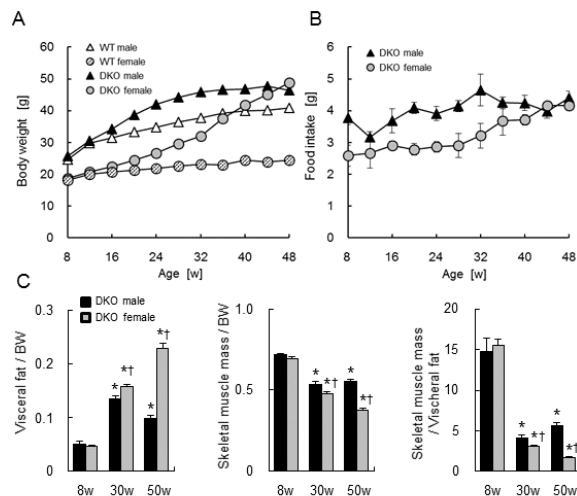 A
B
WT male
WT female
DKO male
DKO female
DKO male
DKO female
60
50
40
30
20
10
0
Body weight [g]
8 16 24 32 40 48
Age [w]
6
5
4
3
2
1
0
Food intake [g]
8 16 24 32 40 48
Age [w]
C
DKO male
DKO female
0.3
0.2
0.1
0
Visceral fat / BW
* *† * *†
8w 30w 50w
1.0
0.5
0.0
Skeletal muscle mass / BW
* *† * *†
8w 30w 50w
20
15
10
5
0
Skeletal muscle mass
/ Vischeral fat
* *† * *†
8w 30w 50w